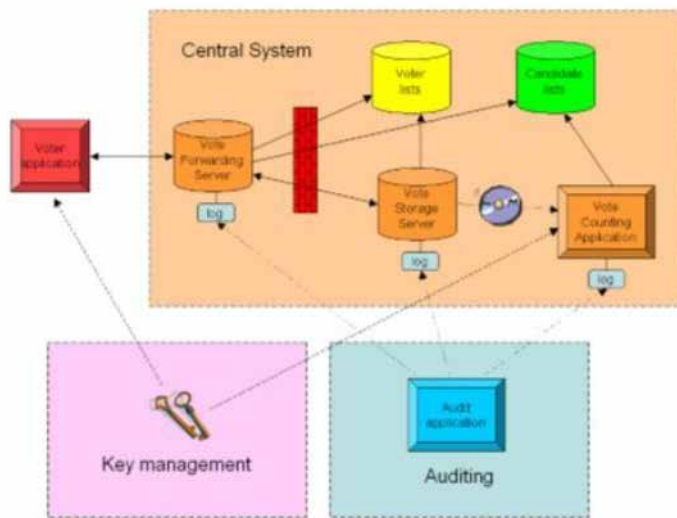 Central System
Voter
lists
Candidate
lists
Voter
application
Vote
Forwarding
Server
Vote
Storage
Server
Vote
Counting
Application
log
log
log
Audit
application
Key management
Auditing